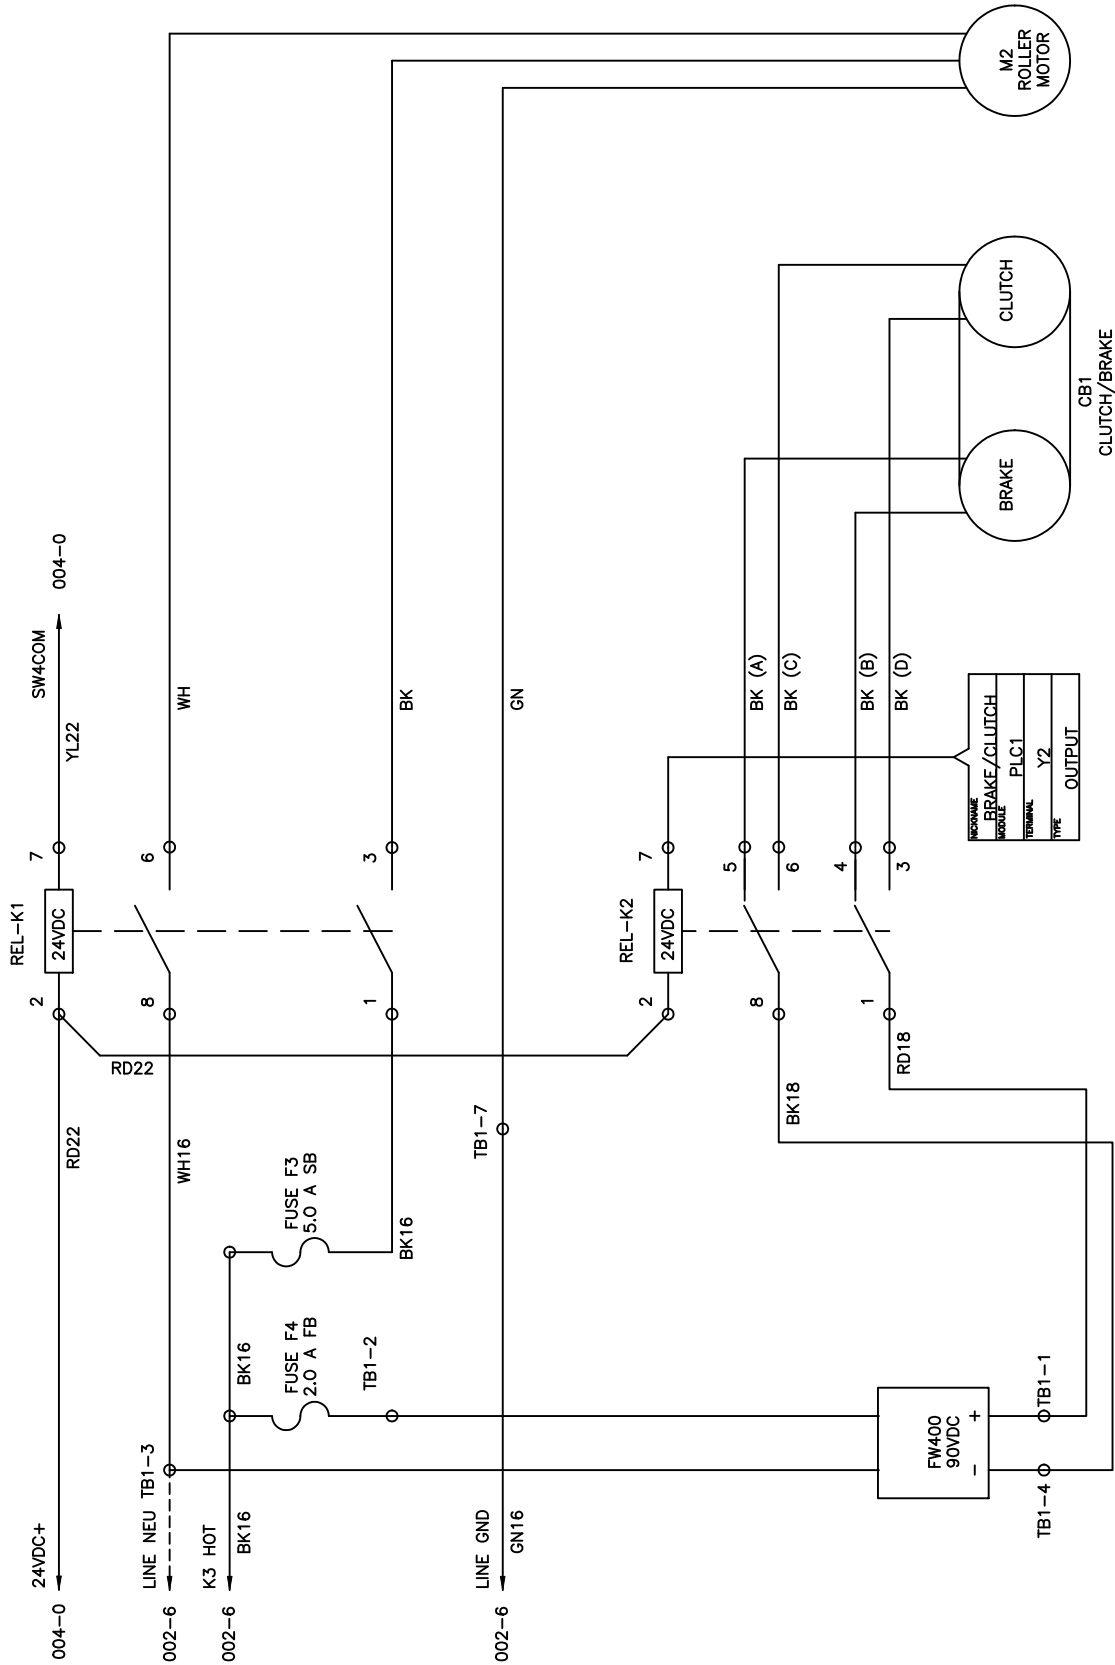 REL-K1
24VDC
2
7
RD22
RD22
24VDC+
004-0
YL22
SW4COM
004-0
8
6
WH16
WH
LINE NEU
TB1-3
002-6
K3 HOT
002-6
BK16
BK16
FUSE F4
2.0 A FB
FUSE F3
5.0 A SB
TB1-2
BK16
1
3
BK
LINE GND
002-6
GN16
TB1-7
GN
M2
ROLLER
MOTOR
REL-K2
24VDC
2
7
8
5
6
1
4
3
BK18
RD18
BK (A)
BK (C)
BK (B)
BK (D)
NICKNAME
BRAKE/CLUTCH
MODULE
PLC1
TERMINAL
Y2
TYPE
OUTPUT
BRAKE
CLUTCH
CB1
CLUTCH/BRAKE
FW400
90VDC
-
+
TB1-4
TB1-1